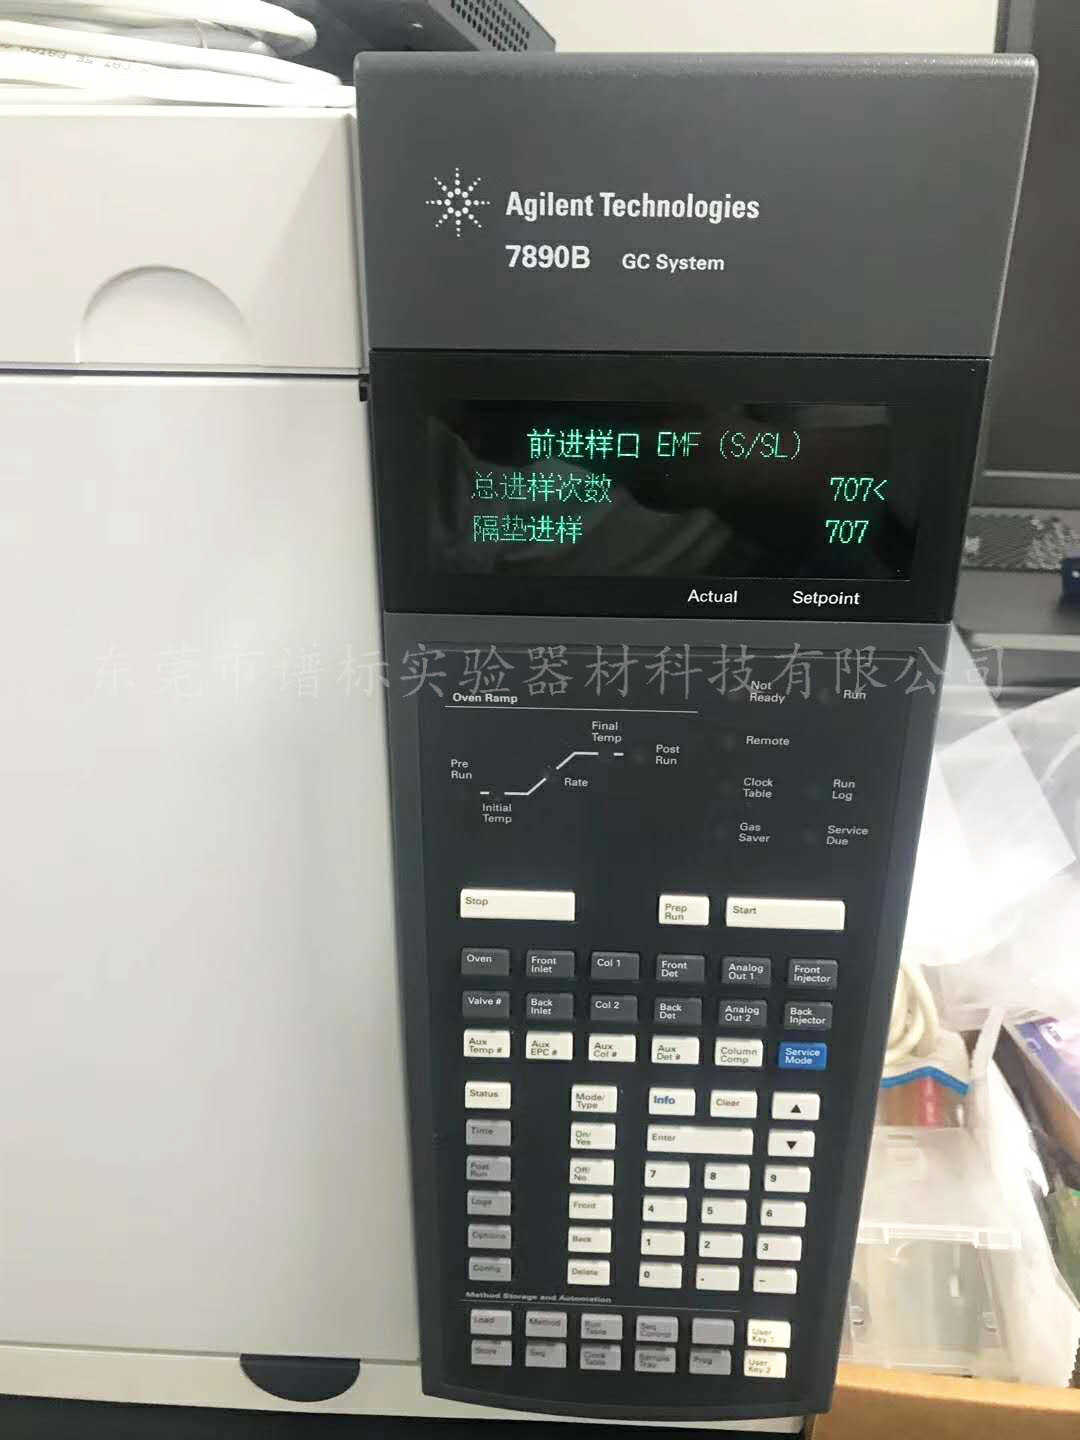 Agilent Technologies
7890B GC System
前进样口 EMF (S/SL)
总进样次数 707<
隔垫进样 707
Actual Setpoint
东莞市谱标实验器材科技有限公司
Oven Ramp
Not Ready
Run
Final Temp
Remote
Post Run
Pre Run
Rate
Clock Table
Run Log
Initial Temp
Gas Saver
Service Due
Stop
Prep Run
Start
Oven
Front Inlet
Col 1
Front Det
Analog Out 1
Front Injector
Valve #
Back Inlet
Col 2
Back Det
Analog Out 2
Back Injector
Aux Temp #
Aux EPC #
Aux Col #
Aux Det #
Column Comp
Service Mode
Status
Mode/ Type
Info
Clear
▲
Time
On/ Yes
Enter
▼
Post Run
Off/ No
7
8
9
Logs
Front
4
5
6
Options
Back
1
2
3
Config
Delete
0
.
–
Method Storage and Automation
Load
Method
Run Table
Seq Control
User Key 1
Store
Seq
Clock Table
Sample Tray
Prog
User Key 2